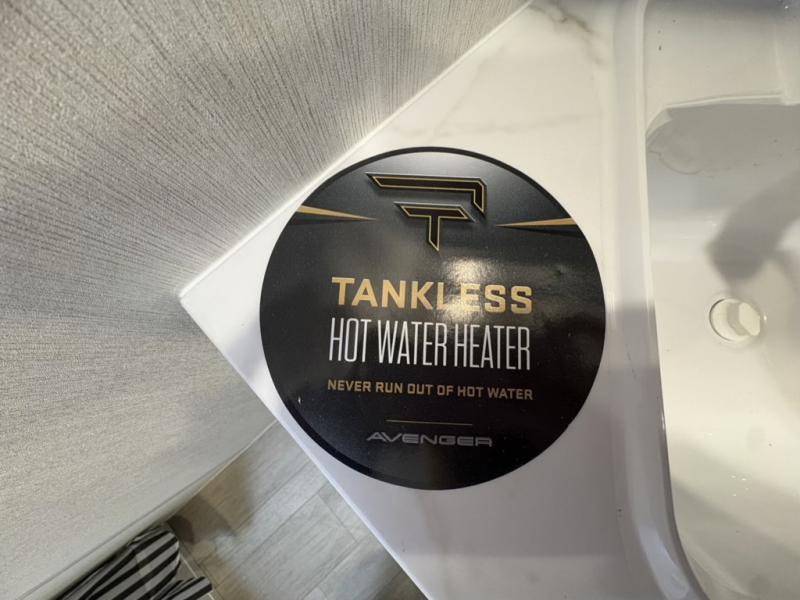 TANKLESS
HOT WATER HEATER
NEVER RUN OUT OF HOT WATER
AVENGER